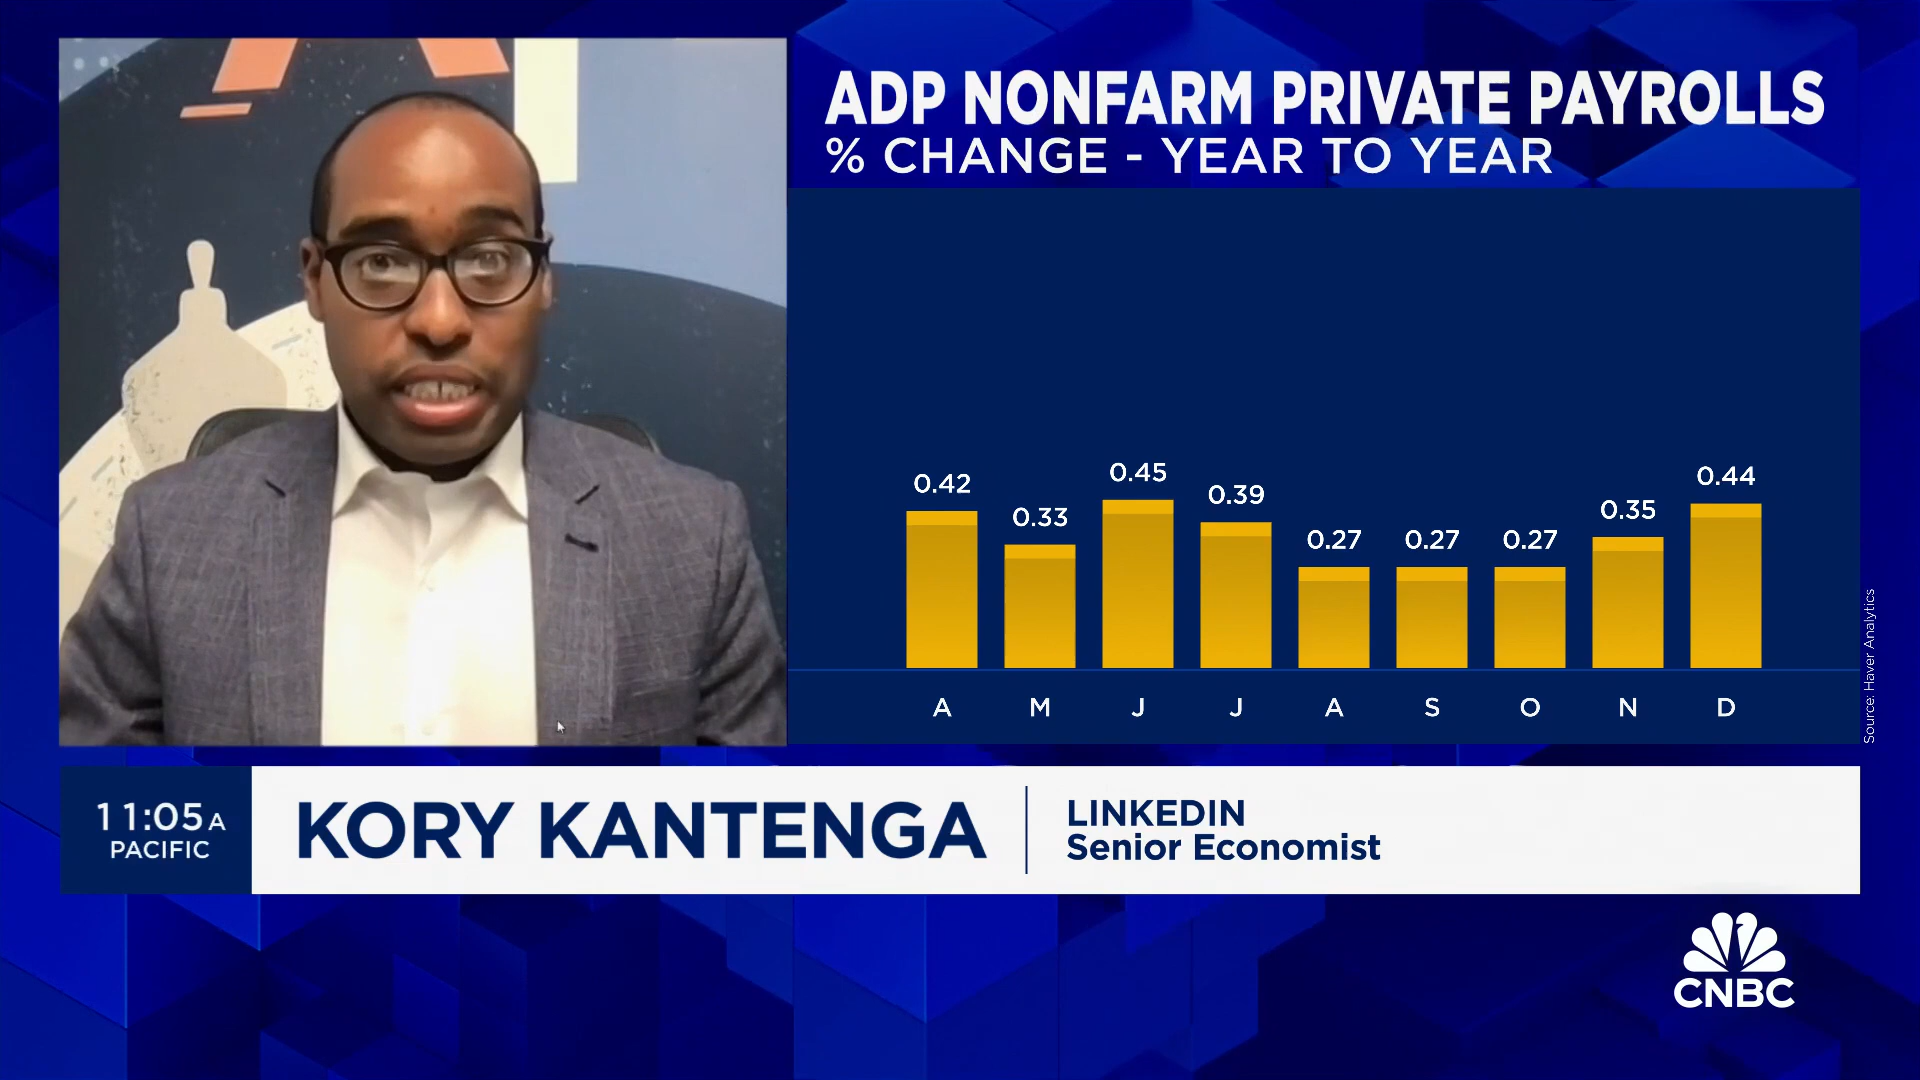 ADP NONFARM PRIVATE PAYROLLS
% CHANGE - YEAR TO YEAR
0.42
0.33
0.45
0.39
0.27
0.27
0.27
0.35
0.44
A M J J A S O N D
Source: Haver Analytics
11:05 A
PACIFIC
KORY KANTENGA
LINKEDIN
Senior Economist
CNBC